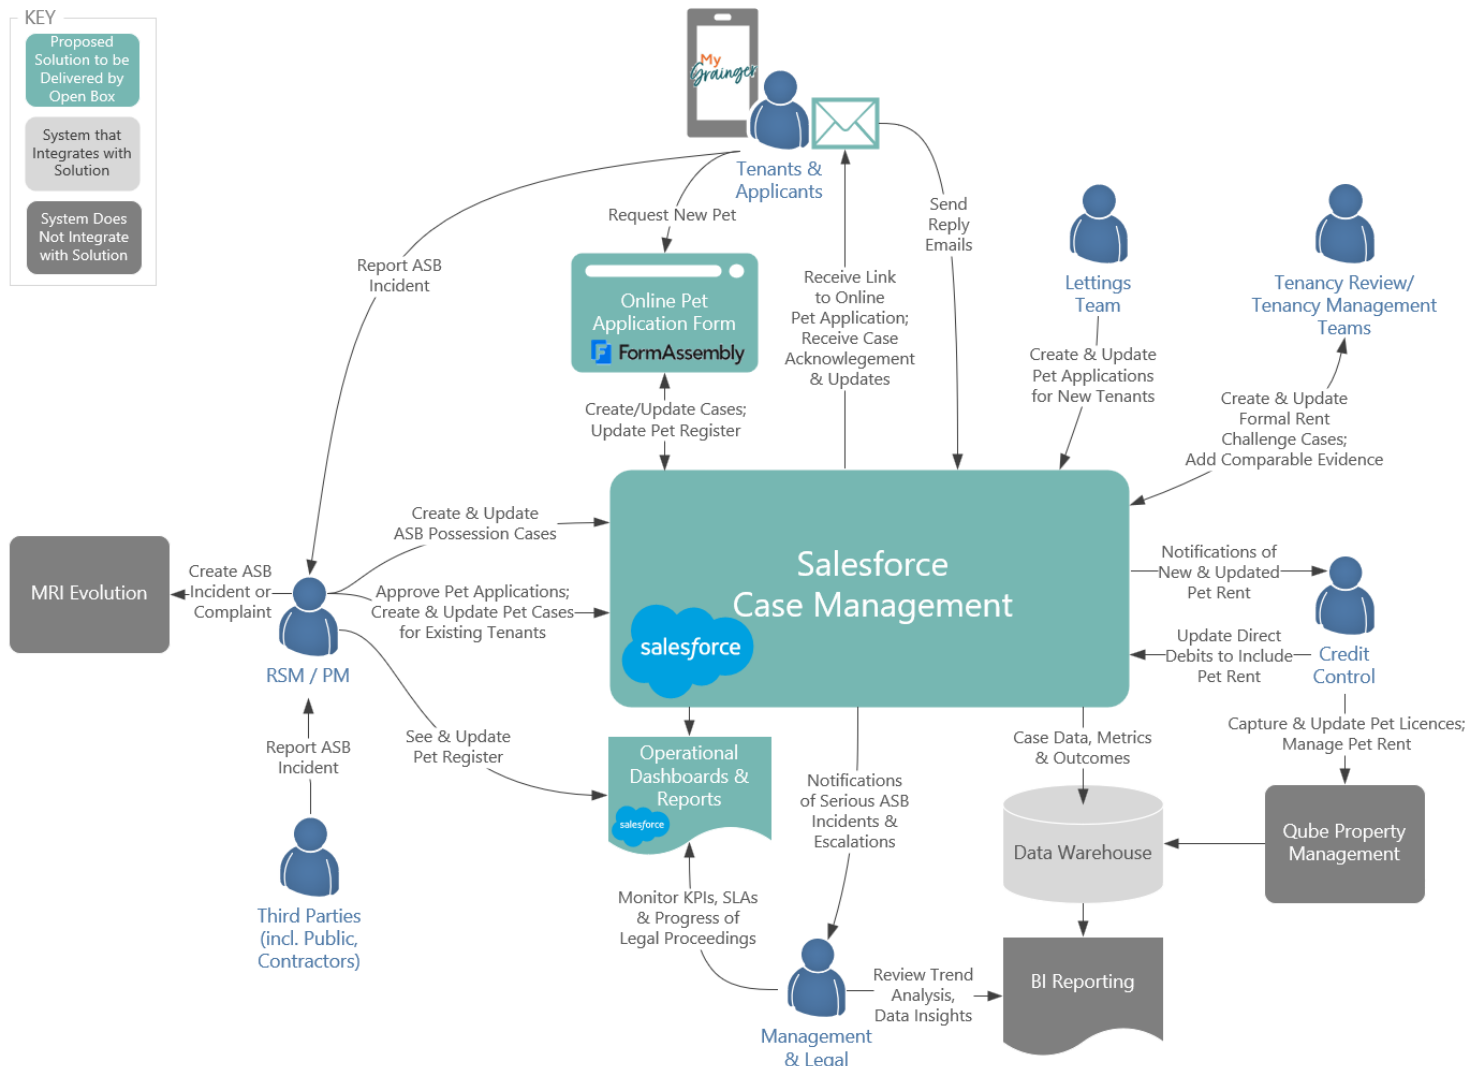 KEY
Proposed
Solution to be
Delivered by
Open Box
System that
Integrates with
Solution
System Does
Not Integrate
with Solution
My
Grainger
Tenants &
Applicants
Request New Pet
Report ASB
Incident
Online Pet
Application Form
FormAssembly
Create/Update Cases;
Update Pet Register
Receive Link
to Online
Pet Application;
Receive Case
Acknowlegement
& Updates
Send
Reply
Emails
Lettings
Team
Create & Update
Pet Applications
for New Tenants
Tenancy Review/
Tenancy Management
Teams
Create & Update
Formal Rent
Challenge Cases;
Add Comparable Evidence
Create & Update
ASB Possession Cases
MRI Evolution
Create ASB
Incident or
Complaint
Approve Pet Applications;
Create & Update Pet Cases
for Existing Tenants
RSM / PM
Salesforce
Case Management
salesforce
Notifications of
New & Updated
Pet Rent
Update Direct
Debits to Include
Pet Rent
Credit
Control
Report ASB
Incident
See & Update
Pet Register
Third Parties
(incl. Public,
Contractors)
Operational
Dashboards &
Reports
salesforce
Notifications
of Serious ASB
Incidents &
Escalations
Case Data, Metrics
& Outcomes
Capture & Update Pet Licences;
Manage Pet Rent
Data Warehouse
Qube Property
Management
Monitor KPIs, SLAs
& Progress of
Legal Proceedings
Management
& Legal
Review Trend
Analysis,
Data Insights
BI Reporting